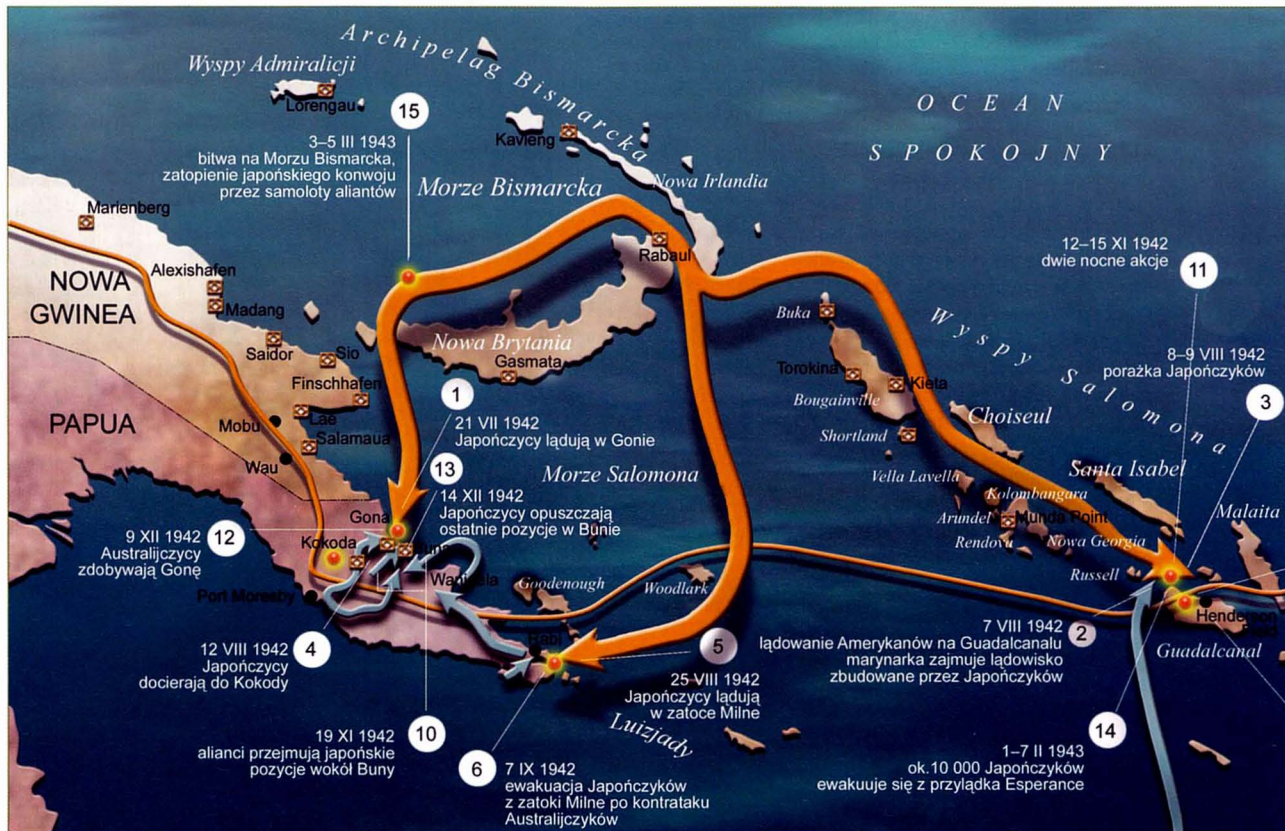 Archipelag Bismarcka
Wyspy Admiralicji
Lorengau
OCEAN
SPOKOJNY
15
3–5 III 1943
bitwa na Morzu Bismarcka,
zatopienie japońskiego konwoju
przez samoloty aliantów
Kavieng
Morze Bismarcka
Nowa Irlandia
Marienberg
Rabaul
12–15 XI 1942
dwie nocne akcje
11
Alexishafen
NOWA
GWINEA
Madang
Buka
Wyspy Salomona
Saidor
Sio
Nowa Brytania
Gasmata
Torokina
Kieta
8–9 VIII 1942
porażka Japończyków
3
Finschhafen
1
Bougainville
PAPUA
Lae
21 VII 1942
Japończycy lądują w Gonie
Choiseul
Mobu
Salamaua
Shortland
Wau
13
Morze Salomona
Vella Lavella
Santa Isabel
14 XII 1942
Japończycy opuszczają
ostatnie pozycje w Bunie
Kolombangara
Malaita
Gona
Arundel
Munda Point
12
9 XII 1942
Australijczycy
zdobywają Gonę
Kokoda
Rendova
Nowa Georgia
Goodenough
Woodlark
Russell
Port Moresby
Henderson
Rabi
7 VIII 1942
lądowanie Amerykanów na Guadalcanalu
marynarka zajmuje lądowisko
zbudowane przez Japończyków
2
Guadalcanal
4
12 VIII 1942
Japończycy
docierają do Kokody
5
25 VIII 1942
Japończycy lądują
w zatoce Milne
Luizjady
10
19 XI 1942
alianci przejmują japońskie
pozycje wokół Buny
6
7 IX 1942
ewakuacja Japończyków
z zatoki Milne po kontrataku
Australijczyków
14
1–7 II 1943
ok.10 000 Japończyków
ewakuuje się z przylądka Esperance